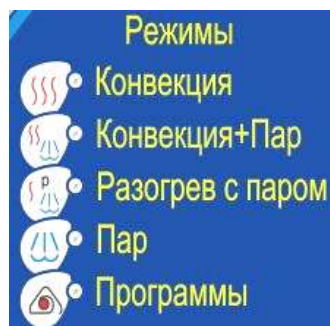 Режимы
Конвекция
Конвекция+Пар
P
Разогрев с паром
Пар
Программы